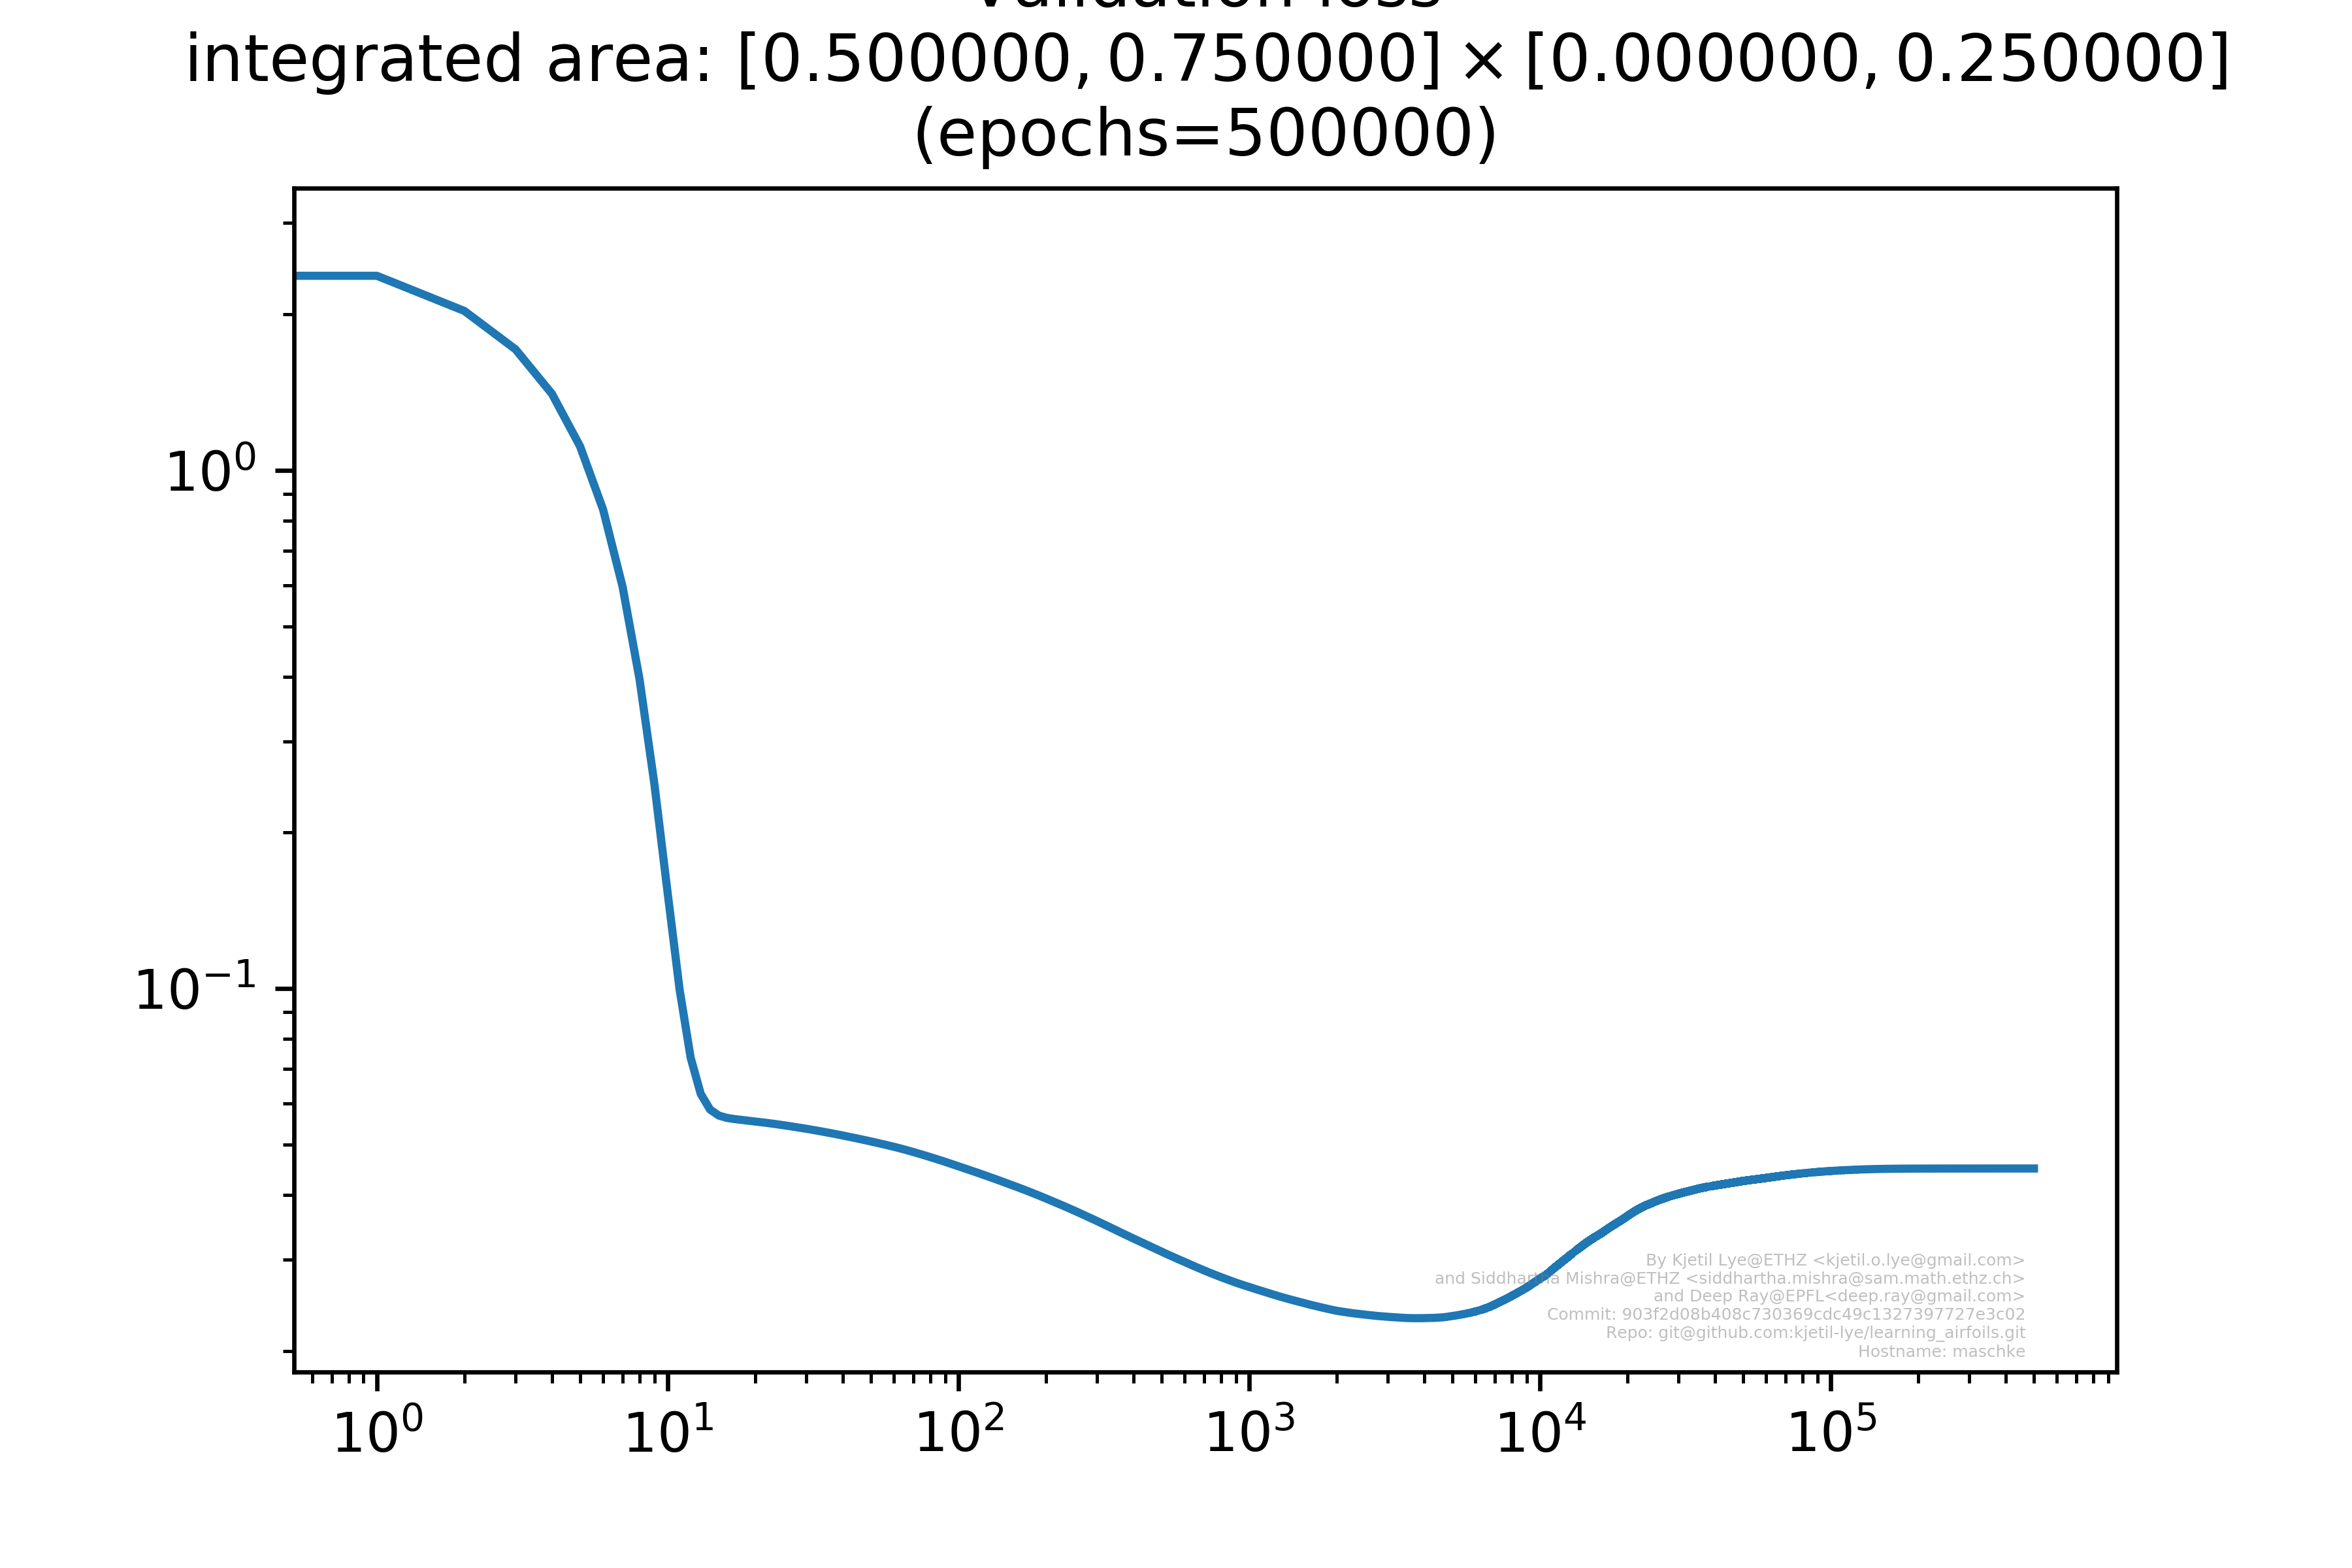 validation loss
integrated area: [0.500000, 0.750000] × [0.000000, 0.250000]
(epochs=500000)
10⁰
10⁻¹
By Kjetil Lye@ETHZ <kjetil.o.lye@gmail.com>
and Siddhartha Mishra@ETHZ <siddhartha.mishra@sam.math.ethz.ch>
and Deep Ray@EPFL<deep.ray@gmail.com>
Commit: 903f2d08b408c730369cdc49c1327397727e3c02
Repo: git@github.com:kjetil-lye/learning_airfoils.git
Hostname: maschke
10⁰ 10¹ 10² 10³ 10⁴ 10⁵